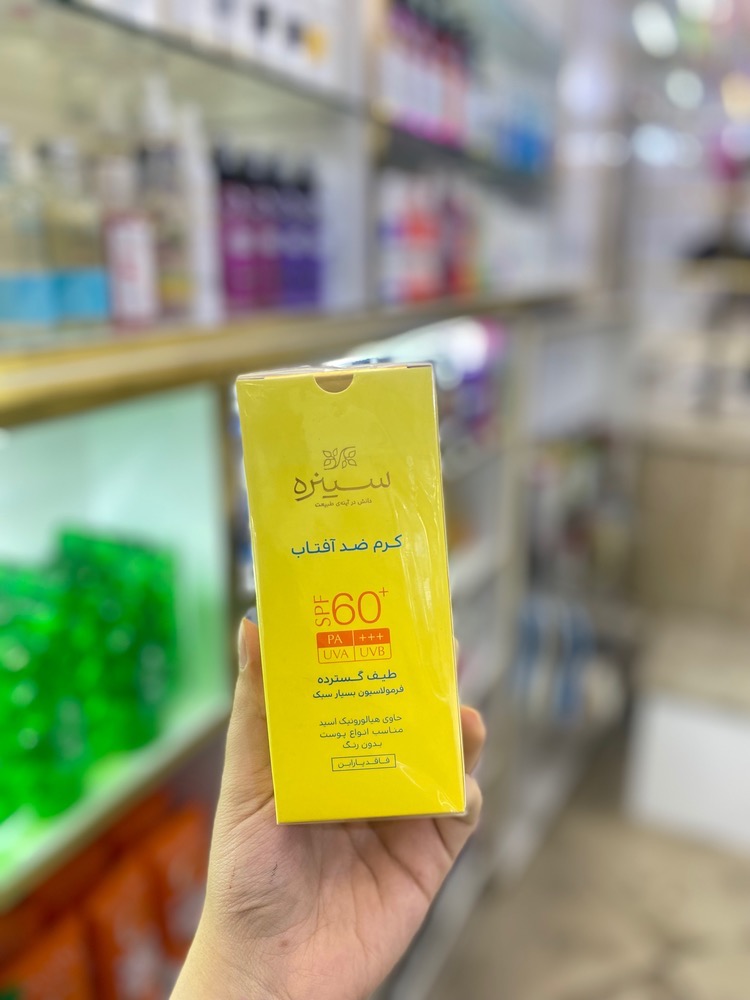 سینره
دانش در آینه‌ی طبیعت
کرم ضد آفتاب
SPF 60+
PA +++
UVA UVB
طیف گسترده
فرمولاسیون بسیار سبک
حاوی هیالورونیک اسید
مناسب انواع پوست
بدون رنگ
فاقد پارابن